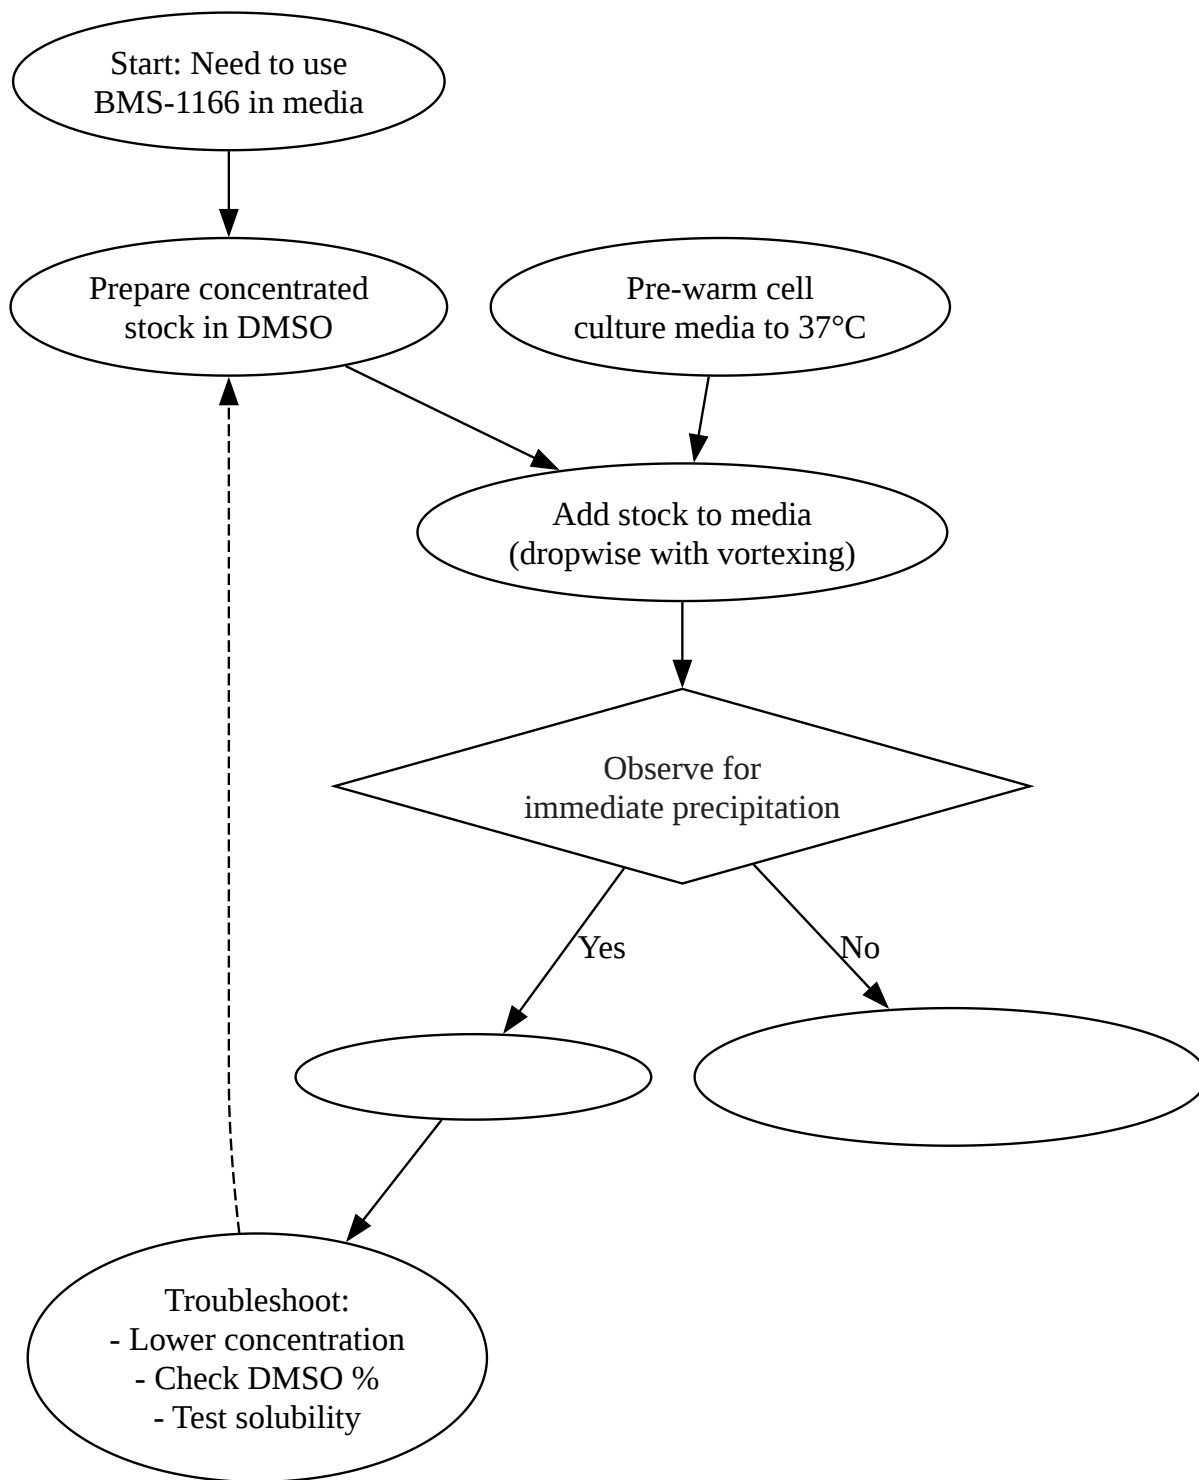 Start: Need to use
BMS-1166 in media
Prepare concentrated
stock in DMSO
Pre-warm cell
culture media to 37°C
Add stock to media
(dropwise with vortexing)
Observe for
immediate precipitation
Yes
No
Troubleshoot:
- Lower concentration
- Check DMSO %
- Test solubility